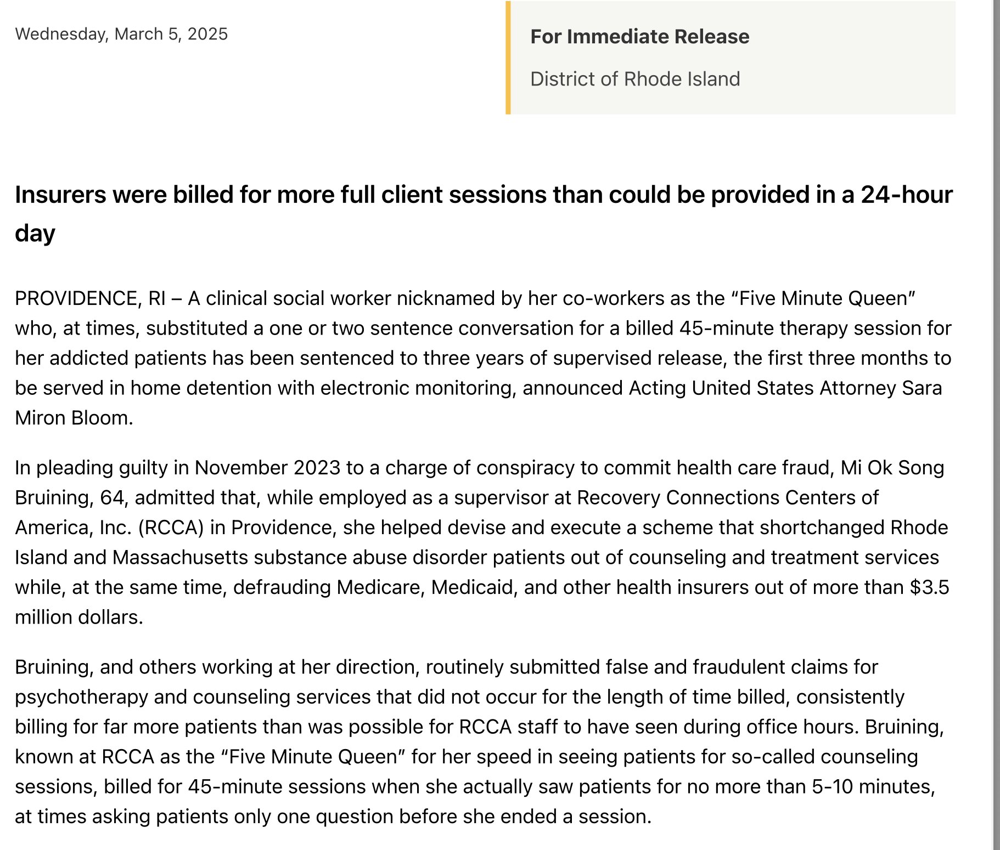 Wednesday, March 5, 2025
For Immediate Release
District of Rhode Island
Insurers were billed for more full client sessions than could be provided in a 24-hour
day
PROVIDENCE, RI – A clinical social worker nicknamed by her co-workers as the “Five Minute Queen”
who, at times, substituted a one or two sentence conversation for a billed 45-minute therapy session for
her addicted patients has been sentenced to three years of supervised release, the first three months to
be served in home detention with electronic monitoring, announced Acting United States Attorney Sara
Miron Bloom.
In pleading guilty in November 2023 to a charge of conspiracy to commit health care fraud, Mi Ok Song
Bruining, 64, admitted that, while employed as a supervisor at Recovery Connections Centers of
America, Inc. (RCCA) in Providence, she helped devise and execute a scheme that shortchanged Rhode
Island and Massachusetts substance abuse disorder patients out of counseling and treatment services
while, at the same time, defrauding Medicare, Medicaid, and other health insurers out of more than $3.5
million dollars.
Bruining, and others working at her direction, routinely submitted false and fraudulent claims for
psychotherapy and counseling services that did not occur for the length of time billed, consistently
billing for far more patients than was possible for RCCA staff to have seen during office hours. Bruining,
known at RCCA as the “Five Minute Queen” for her speed in seeing patients for so-called counseling
sessions, billed for 45-minute sessions when she actually saw patients for no more than 5-10 minutes,
at times asking patients only one question before she ended a session.